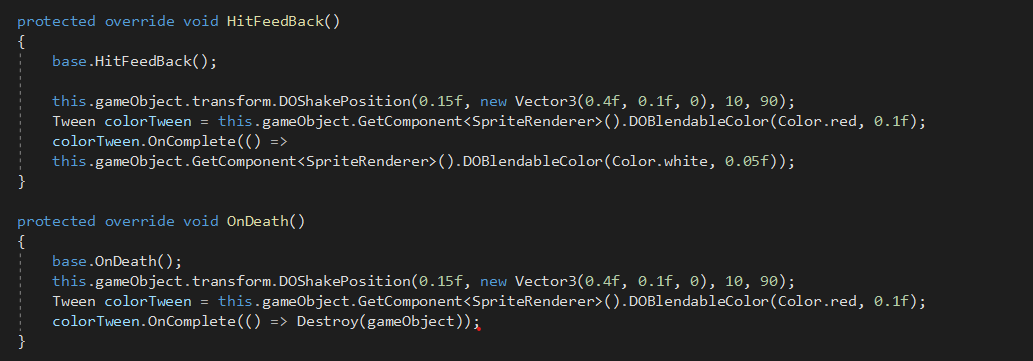 protected override void HitFeedBack()
{
base.HitFeedBack();
this.gameObject.transform.DOShakePosition(0.15f, new Vector3(0.4f, 0.1f, 0), 10, 90);
Tween colorTween = this.gameObject.GetComponent<SpriteRenderer>().DOBlendableColor(Color.red, 0.1f);
colorTween.OnComplete(() =>
this.gameObject.GetComponent<SpriteRenderer>().DOBlendableColor(Color.white, 0.05f));
}
protected override void OnDeath()
{
base.OnDeath();
this.gameObject.transform.DOShakePosition(0.15f, new Vector3(0.4f, 0.1f, 0), 10, 90);
Tween colorTween = this.gameObject.GetComponent<SpriteRenderer>().DOBlendableColor(Color.red, 0.1f);
colorTween.OnComplete(() => Destroy(gameObject));
}